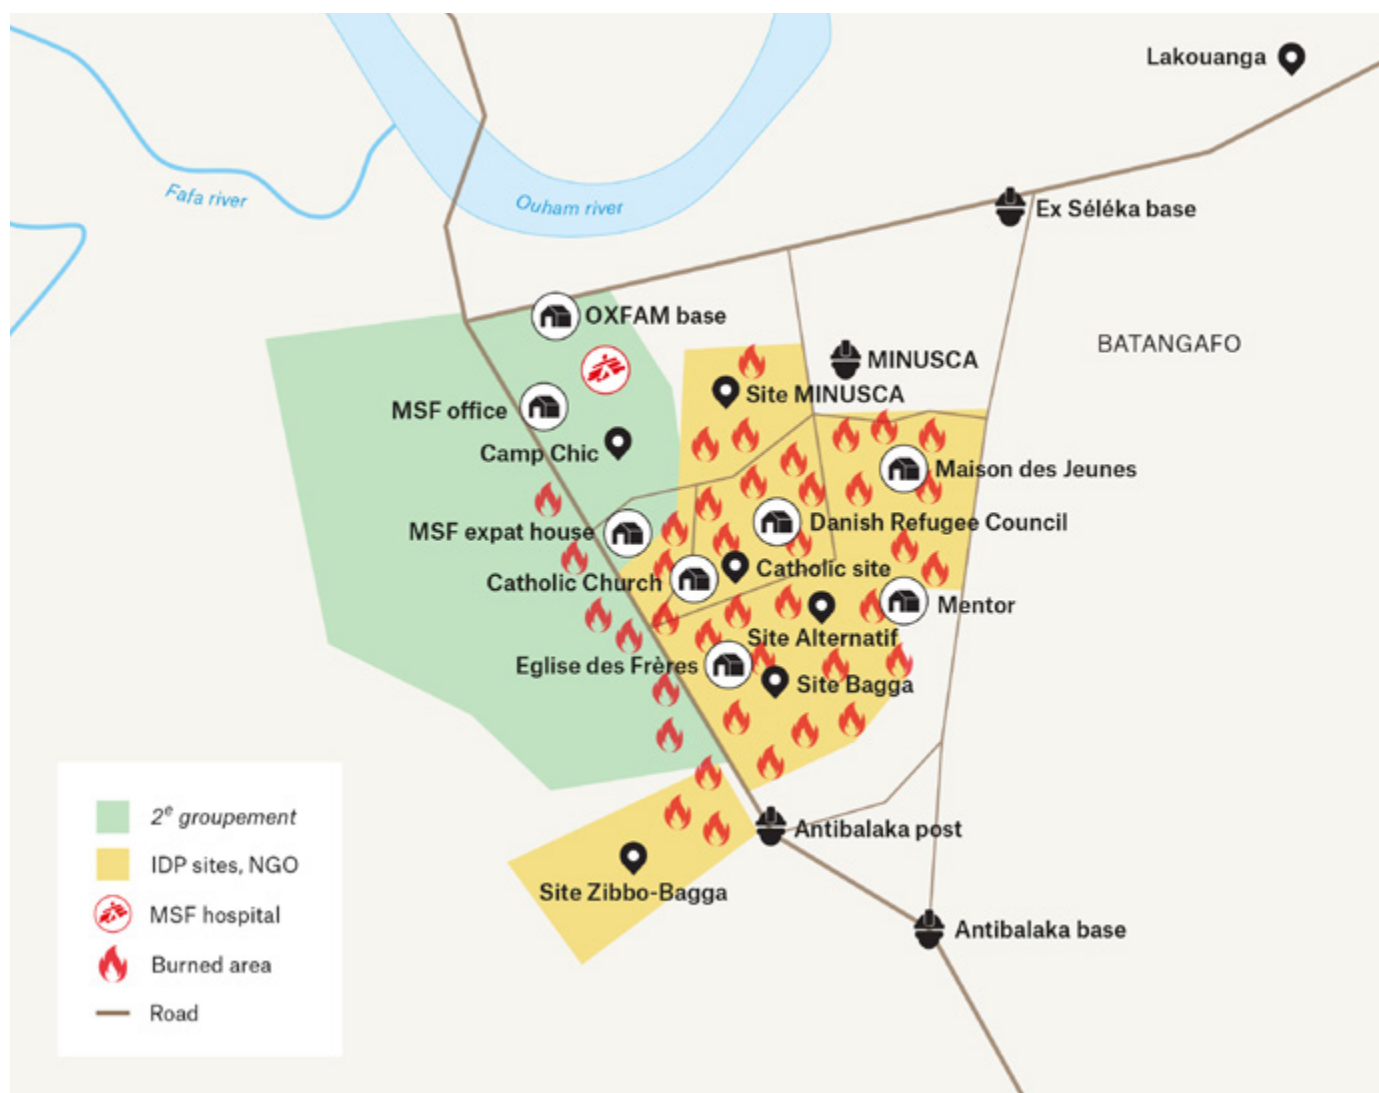 Lakouanga
Fafa river
Ouham river
Ex Séléka base
OXFAM base
BATANGAFO
MINUSCA
Site MINUSCA
MSF office
Camp Chic
Maison des Jeunes
MSF expat house
Danish Refugee Council
Catholic Church
Catholic site
Mentor
Site Alternatif
Eglise des Frères
Site Bagga
Antibalaka post
Site Zibbo-Bagga
Antibalaka base
2e groupement
IDP sites, NGO
MSF hospital
Burned area
Road